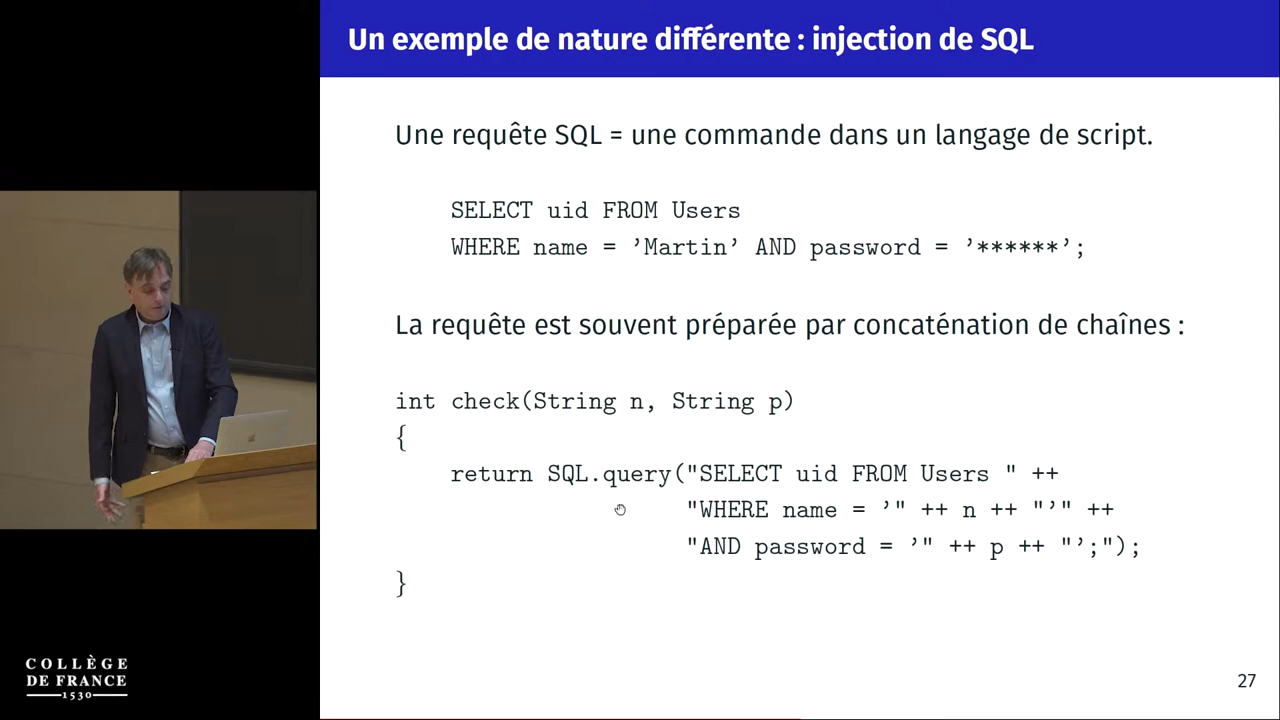 Un exemple de nature différente : injection de SQL
Une requête SQL = une commande dans un langage de script.
SELECT uid FROM Users
WHERE name = ’Martin’ AND password = ’******’;
La requête est souvent préparée par concaténation de chaînes :
int check(String n, String p)
{
return SQL.query("SELECT uid FROM Users " ++
"WHERE name = ’" ++ n ++ "’" ++
"AND password = ’" ++ p ++ "’;");
}
COLLÈGE
DE FRANCE
1530
27